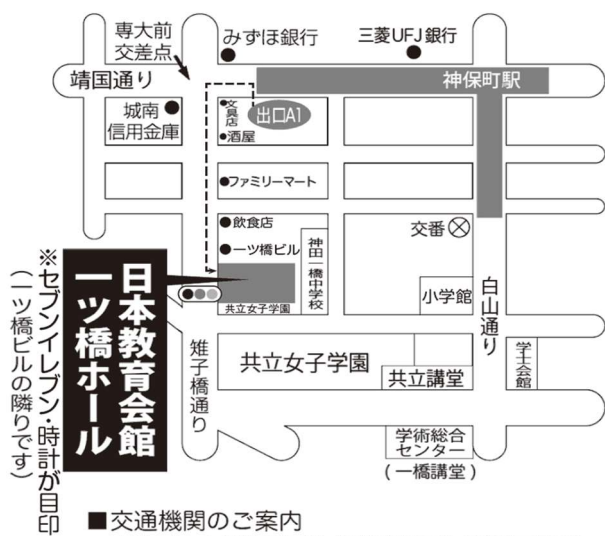 専大前
交差点
みずほ銀行
三菱UFJ銀行
靖国通り
神保町駅
城南
信用金庫
文具店
出口A1
酒屋
ファミリーマート
飲食店
一ツ橋ビル
神田一橋中学校
交番
小学館
白山通り
共立女子学園
日本教育会館
一ツ橋ホール
※セブンイレブン・時計が目印
(一ツ橋ビルの隣りです)
雉子橋通り
共立女子学園
共立講堂
学士会館
学術総合
センター
(一橋講堂)
■交通機関のご案内